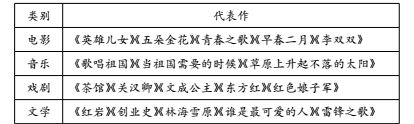 类别 代表作
电影 《英雄儿女》《五朵金花》《青春之歌》《早春二月》《李双双》
音乐 《歌唱祖国》《当祖国需要的时候》《草原上升起不落的太阳》
戏剧 《茶馆》《关汉卿》《文成公主》《东方红》《红色娘子军》
文学 《红岩》《创业史》《林海雪原》《谁是最可爱的人》《雷锋之歌》